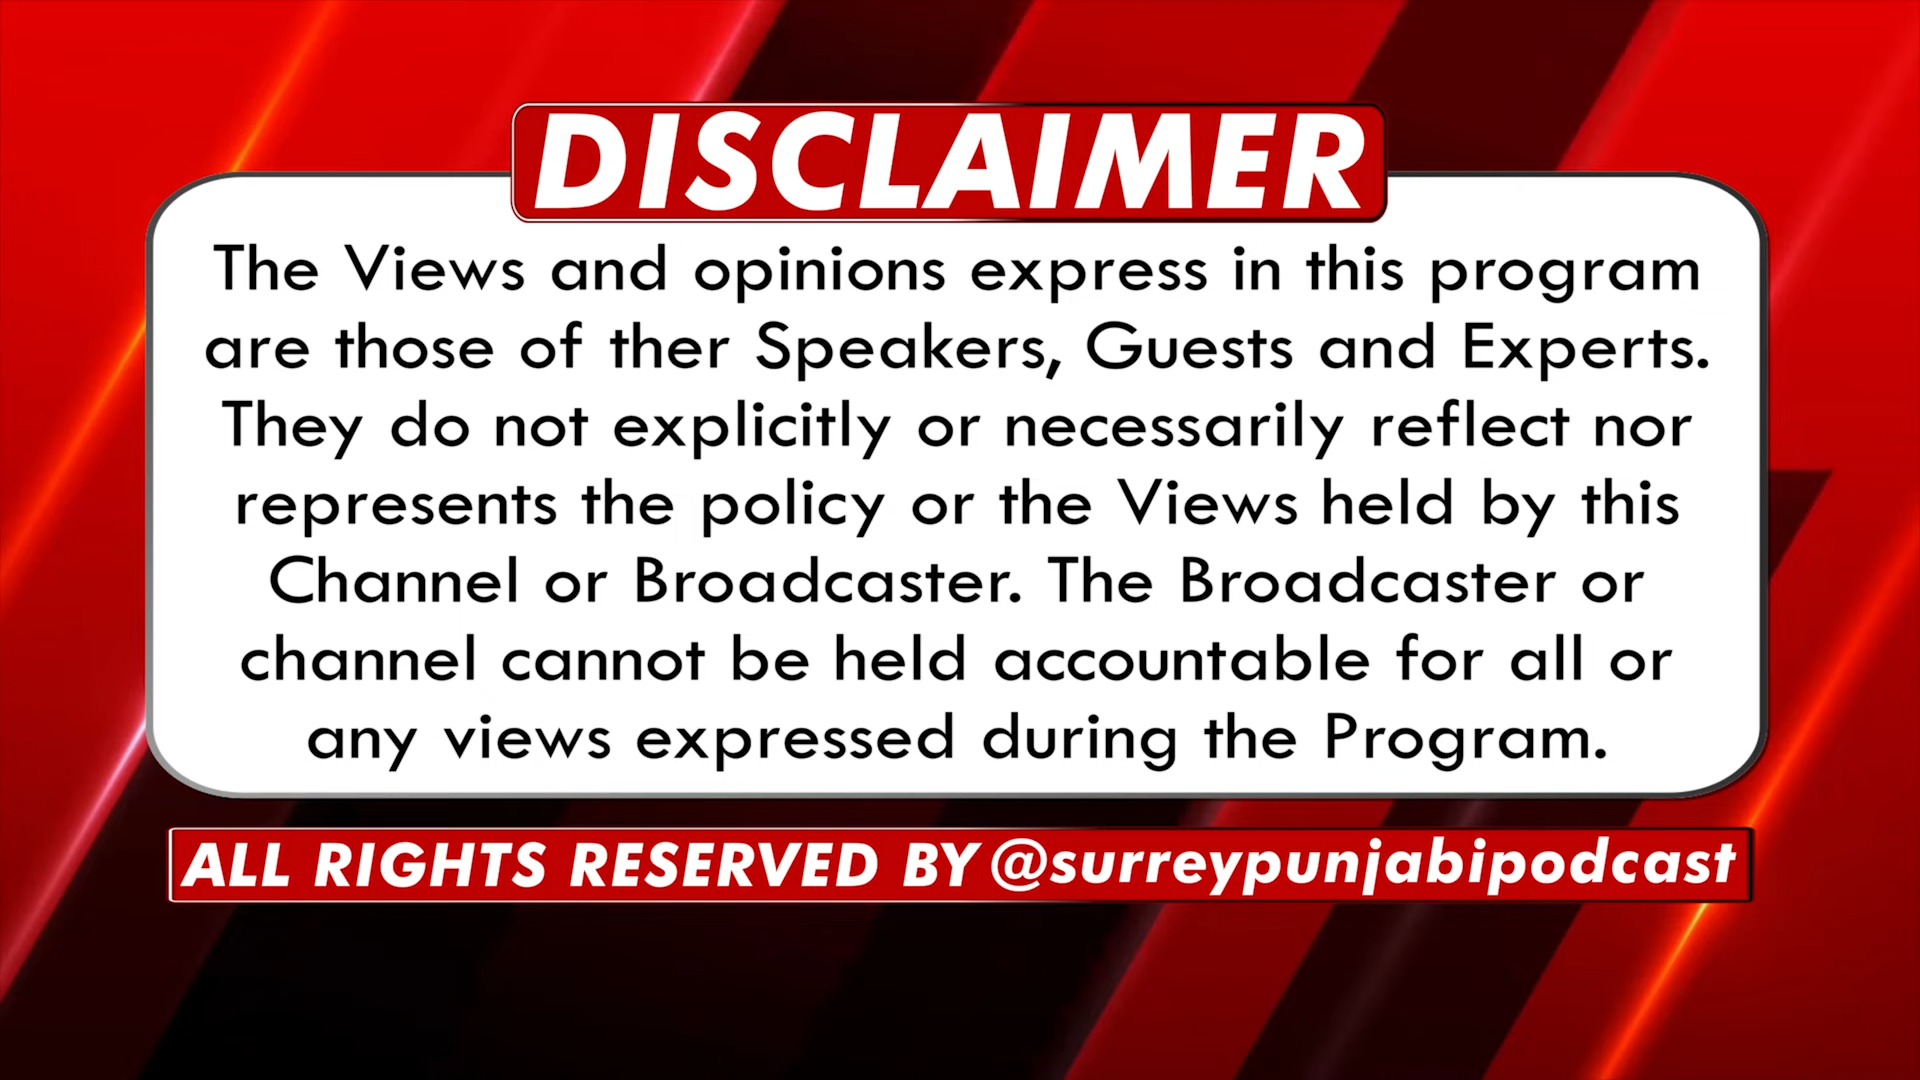 DISCLAIMER
The Views and opinions express in this program
are those of ther Speakers, Guests and Experts.
They do not explicitly or necessarily reflect nor
represents the policy or the Views held by this
Channel or Broadcaster. The Broadcaster or
channel cannot be held accountable for all or
any views expressed during the Program.
ALL RIGHTS RESERVED BY @surreypunjabipodcast